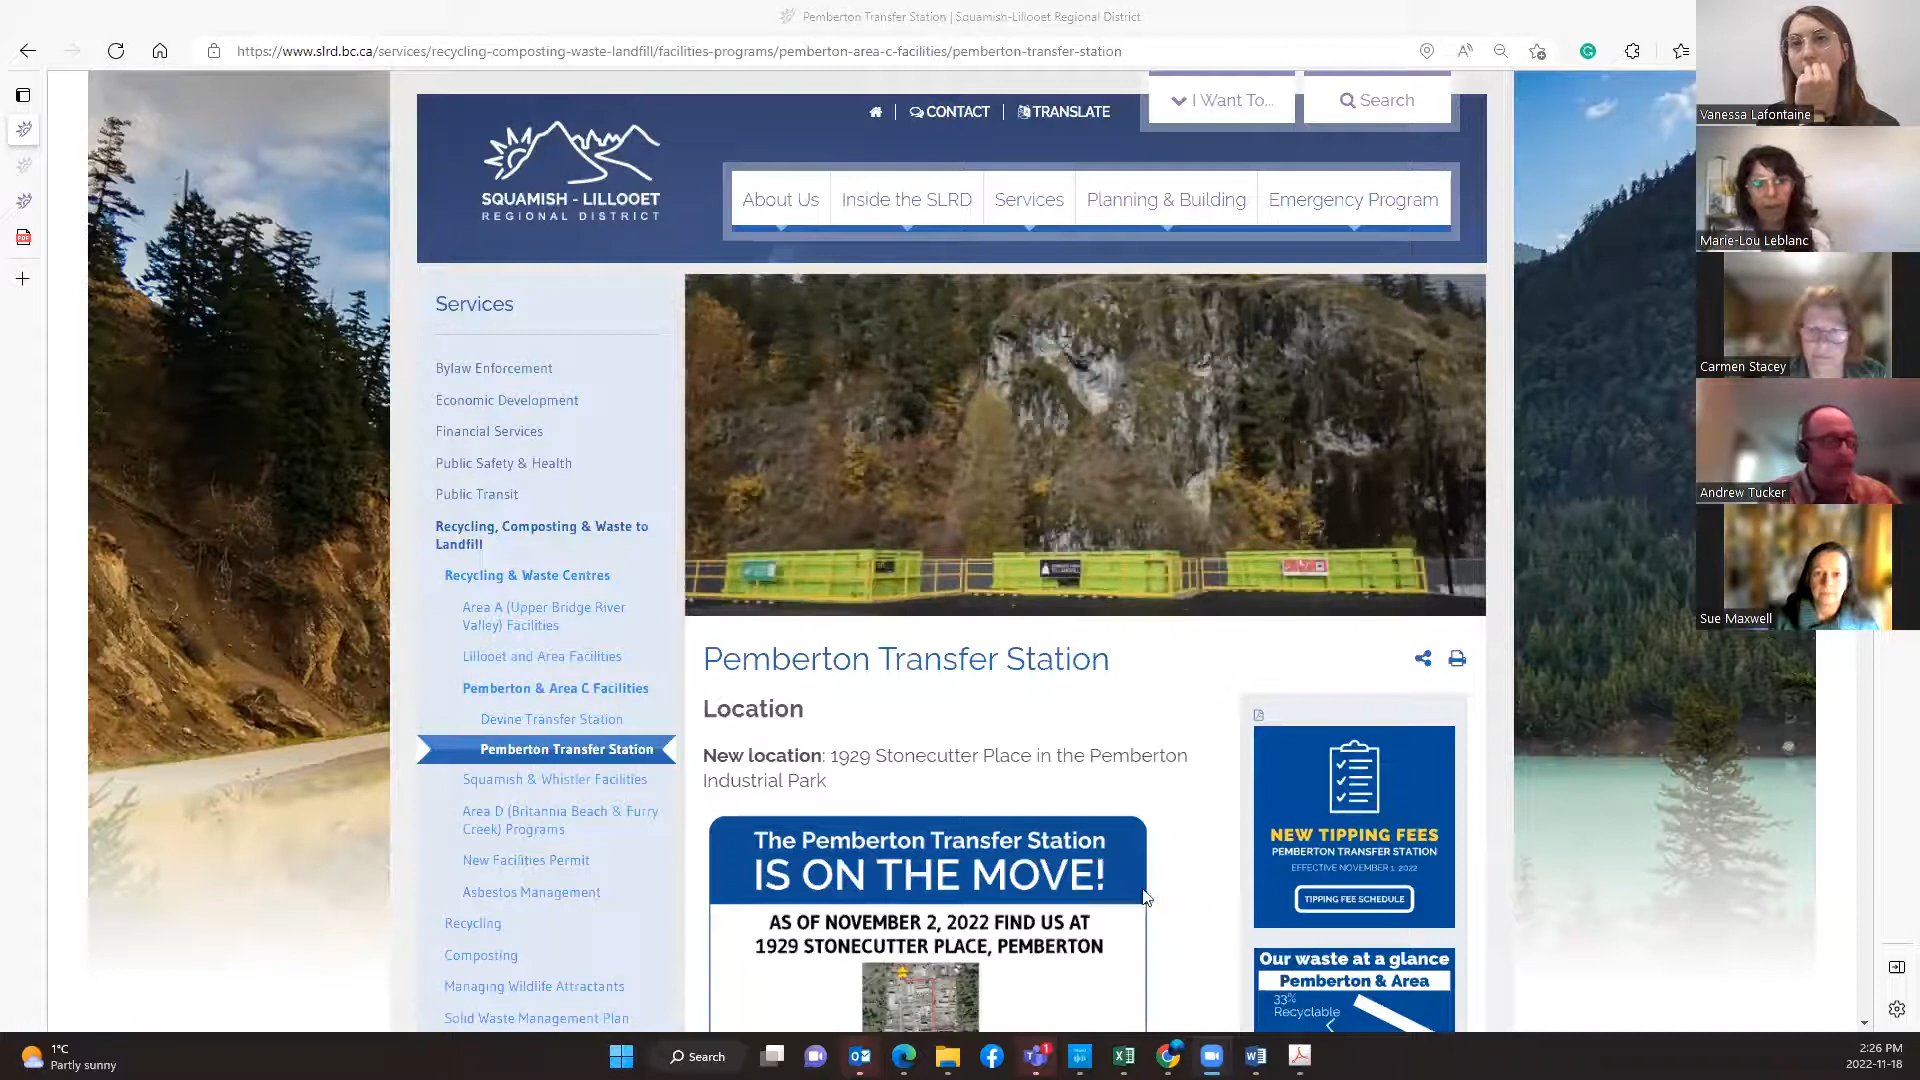 Pemberton Transfer Station | Squamish-Lillooet Regional District
https://www.slrd.bc.ca/services/recycling-composting-waste-landfill/facilities-programs/pemberton-area-c-facilities/pemberton-transfer-station
CONTACT
TRANSLATE
I Want To...
Search
SQUAMISH - LILLOOET
REGIONAL DISTRICT
About Us
Inside the SLRD
Services
Planning & Building
Emergency Program
Services
Bylaw Enforcement
Economic Development
Financial Services
Public Safety & Health
Public Transit
Recycling, Composting & Waste to
Landfill
Recycling & Waste Centres
Area A (Upper Bridge River
Valley) Facilities
Lillooet and Area Facilities
Pemberton & Area C Facilities
Devine Transfer Station
Pemberton Transfer Station
Squamish & Whistler Facilities
Area D (Britannia Beach & Furry
Creek) Programs
New Facilities Permit
Asbestos Management
Recycling
Composting
Managing Wildlife Attractants
Solid Waste Management Plan
Pemberton Transfer Station
Location
New location: 1929 Stonecutter Place in the Pemberton
Industrial Park
The Pemberton Transfer Station
IS ON THE MOVE!
AS OF NOVEMBER 2, 2022 FIND US AT
1929 STONECUTTER PLACE, PEMBERTON
NEW TIPPING FEES
PEMBERTON TRANSFER STATION
EFFECTIVE NOVEMBER 1, 2022
TIPPING FEE SCHEDULE
Our waste at a glance
Pemberton & Area
33%
Recyclable
Vanessa Lafontaine
Marie-Lou Leblanc
Carmen Stacey
Andrew Tucker
Sue Maxwell
1°C
Partly sunny
Search
1
2:26 PM
2022-11-18